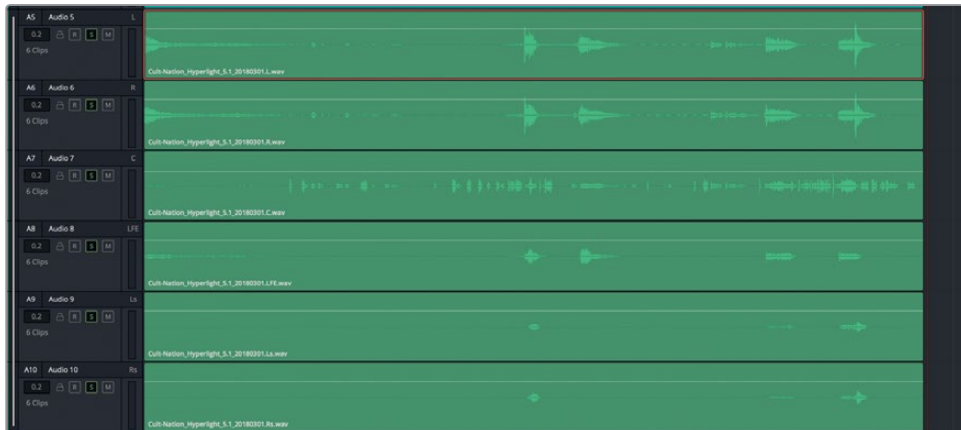 A5 Audio 5 L
0.2 R S M
6 Clips
Cult-Nation_Hyperlight_5.1_20180301.L.wav
A6 Audio 6 R
0.2 R S M
6 Clips
Cult-Nation_Hyperlight_5.1_20180301.R.wav
A7 Audio 7 C
0.2 R S M
6 Clips
Cult-Nation_Hyperlight_5.1_20180301.C.wav
A8 Audio 8 LFE
0.2 R S M
6 Clips
Cult-Nation_Hyperlight_5.1_20180301.LFE.wav
A9 Audio 9 Ls
0.2 R S M
6 Clips
Cult-Nation_Hyperlight_5.1_20180301.Ls.wav
A10 Audio 10 Rs
0.2 R S M
6 Clips
Cult-Nation_Hyperlight_5.1_20180301.Rs.wav